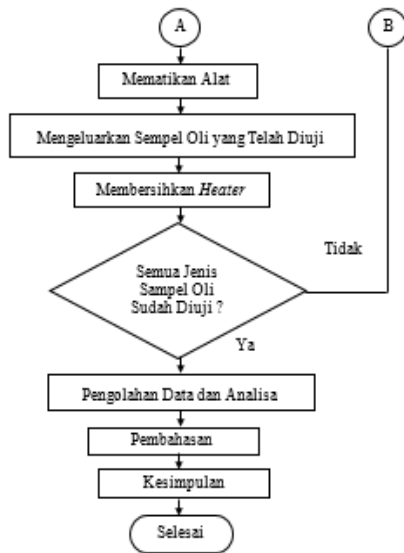 A
B
Mematikan Alat
Mengeluarkan Sempel Oli yang Telah Diuji
Membersihkan Heater
Tidak
Semua Jenis
Sampel Oli
Sudah Diuji ?
Ya
Pengolahan Data dan Analisa
Pembahasan
Kesimpulan
Selesai